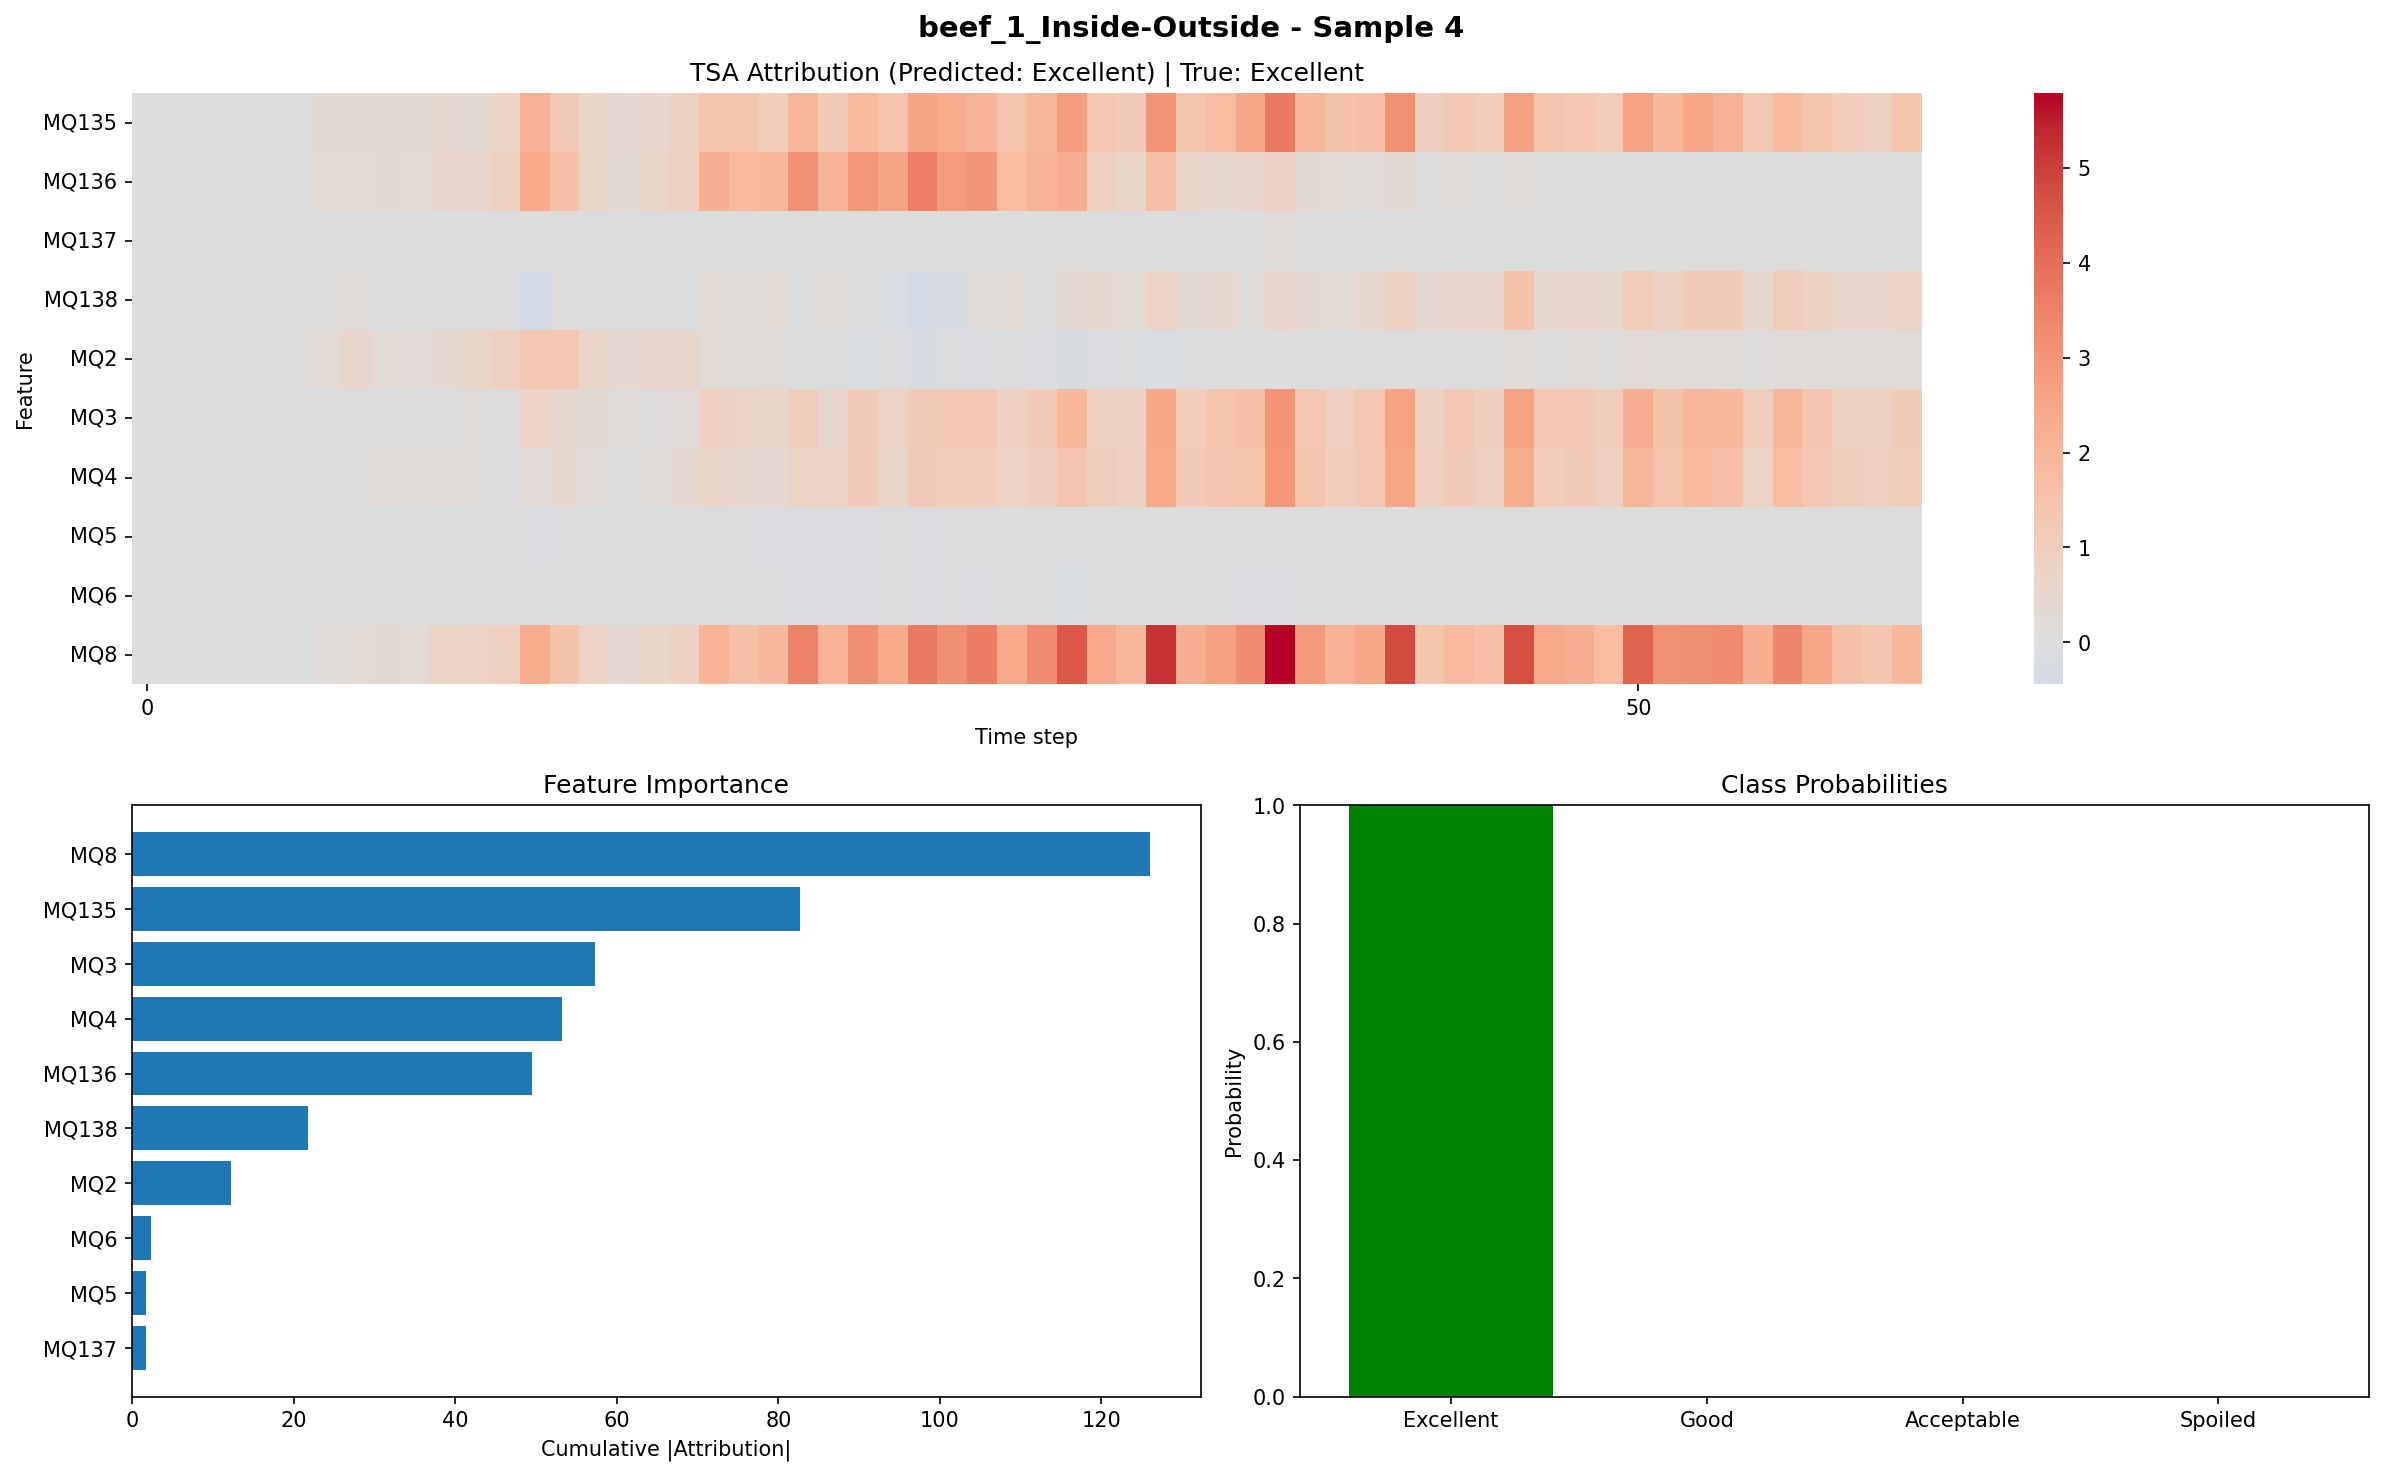 beef_1_Inside-Outside - Sample 4
TSA Attribution (Predicted: Excellent) | True: Excellent
Feature
MQ135
MQ136
MQ137
MQ138
MQ2
MQ3
MQ4
MQ5
MQ6
MQ8
0
50
Time step
5
4
3
2
1
0
Feature Importance
MQ8
MQ135
MQ3
MQ4
MQ136
MQ138
MQ2
MQ6
MQ5
MQ137
0 20 40 60 80 100 120
Cumulative |Attribution|
Class Probabilities
Probability
1.0
0.8
0.6
0.4
0.2
0.0
Excellent Good Acceptable Spoiled